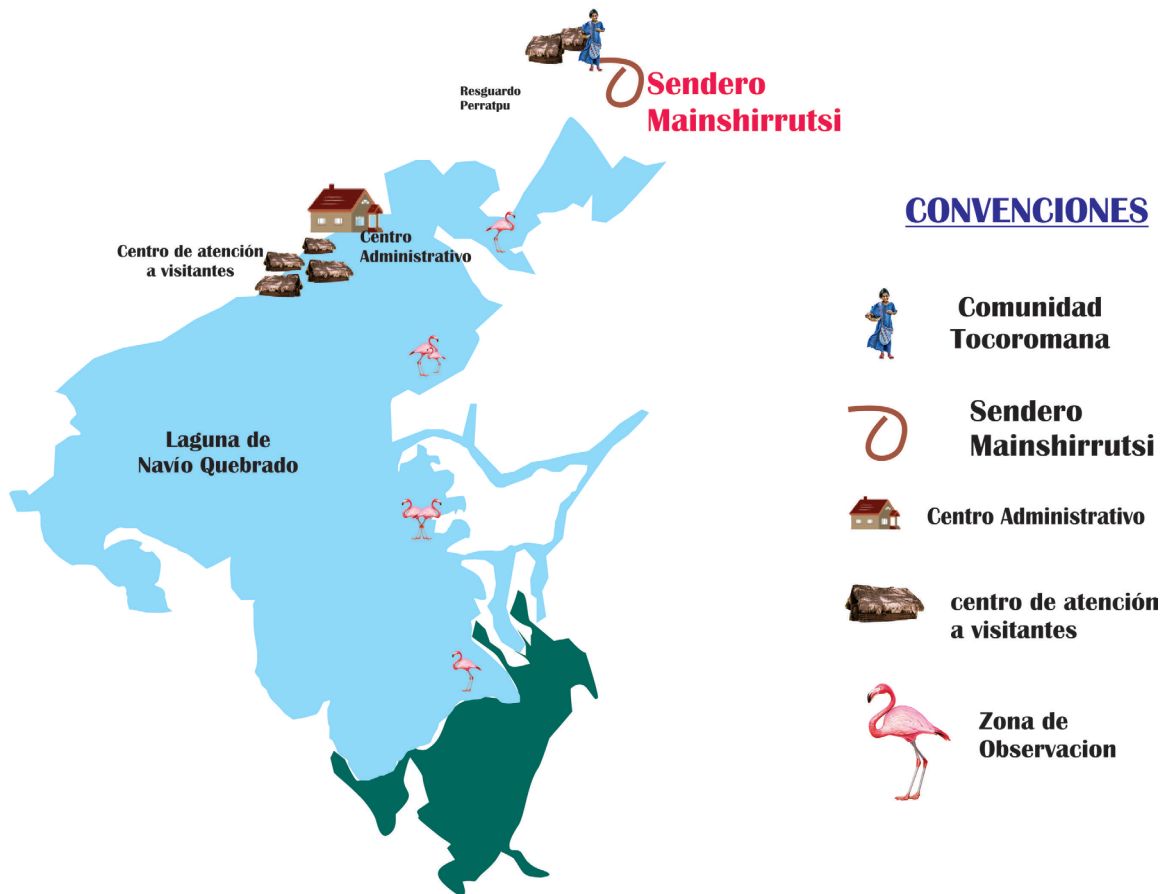 Resguardo
Perratpu
Sendero
Mainshirrutsi
Centro de atención
a visitantes
Centro
Administrativo
Laguna de
Navío Quebrado
CONVENCIONES
Comunidad
Tocoromana
Sendero
Mainshirrutsi
Centro Administrativo
centro de atención
a visitantes
Zona de
Observacion